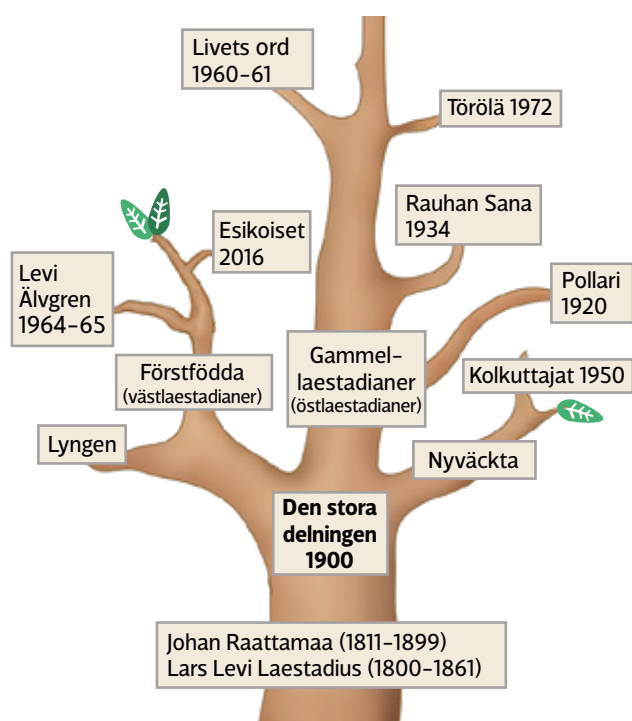 Livets ord
1960–61
Törölä 1972
Rauhan Sana
1934
Esikoiset
2016
Levi
Älvgren
1964–65
Pollari
1920
Förstfödda
(västlaestadianer)
Gammel-
laestadianer
(östlaestadianer)
Kolkuttajat 1950
Lyngen
Nyväckta
Den stora
delningen
1900
Johan Raattamaa (1811–1899)
Lars Levi Laestadius (1800–1861)